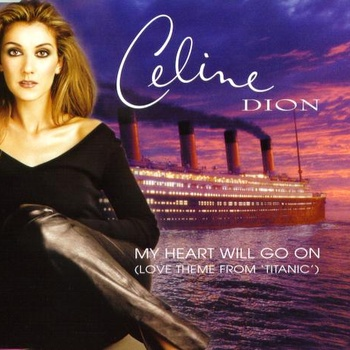 Celine
DION
MY HEART WILL GO ON
(LOVE THEME FROM 'TITANIC')